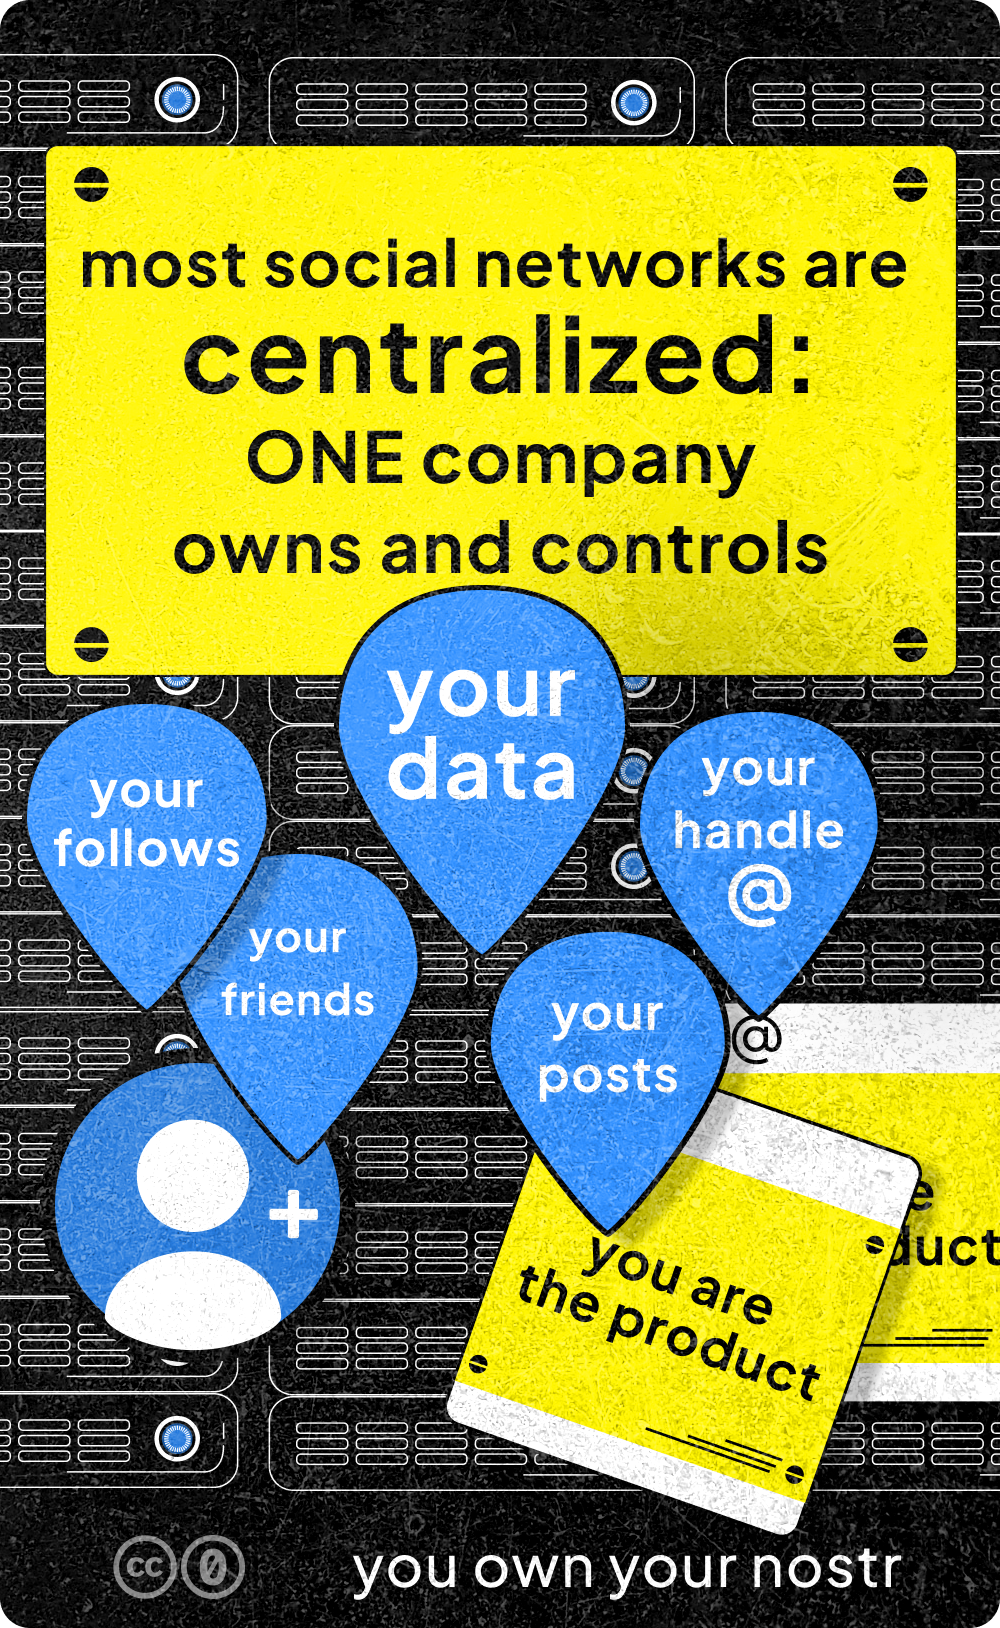 most social networks are
centralized:
ONE company
owns and controls
your
data
your
follows
your
handle
@
your
friends
your
posts
@
+
you are
the product
e
duct
cc 0
you own your nostr